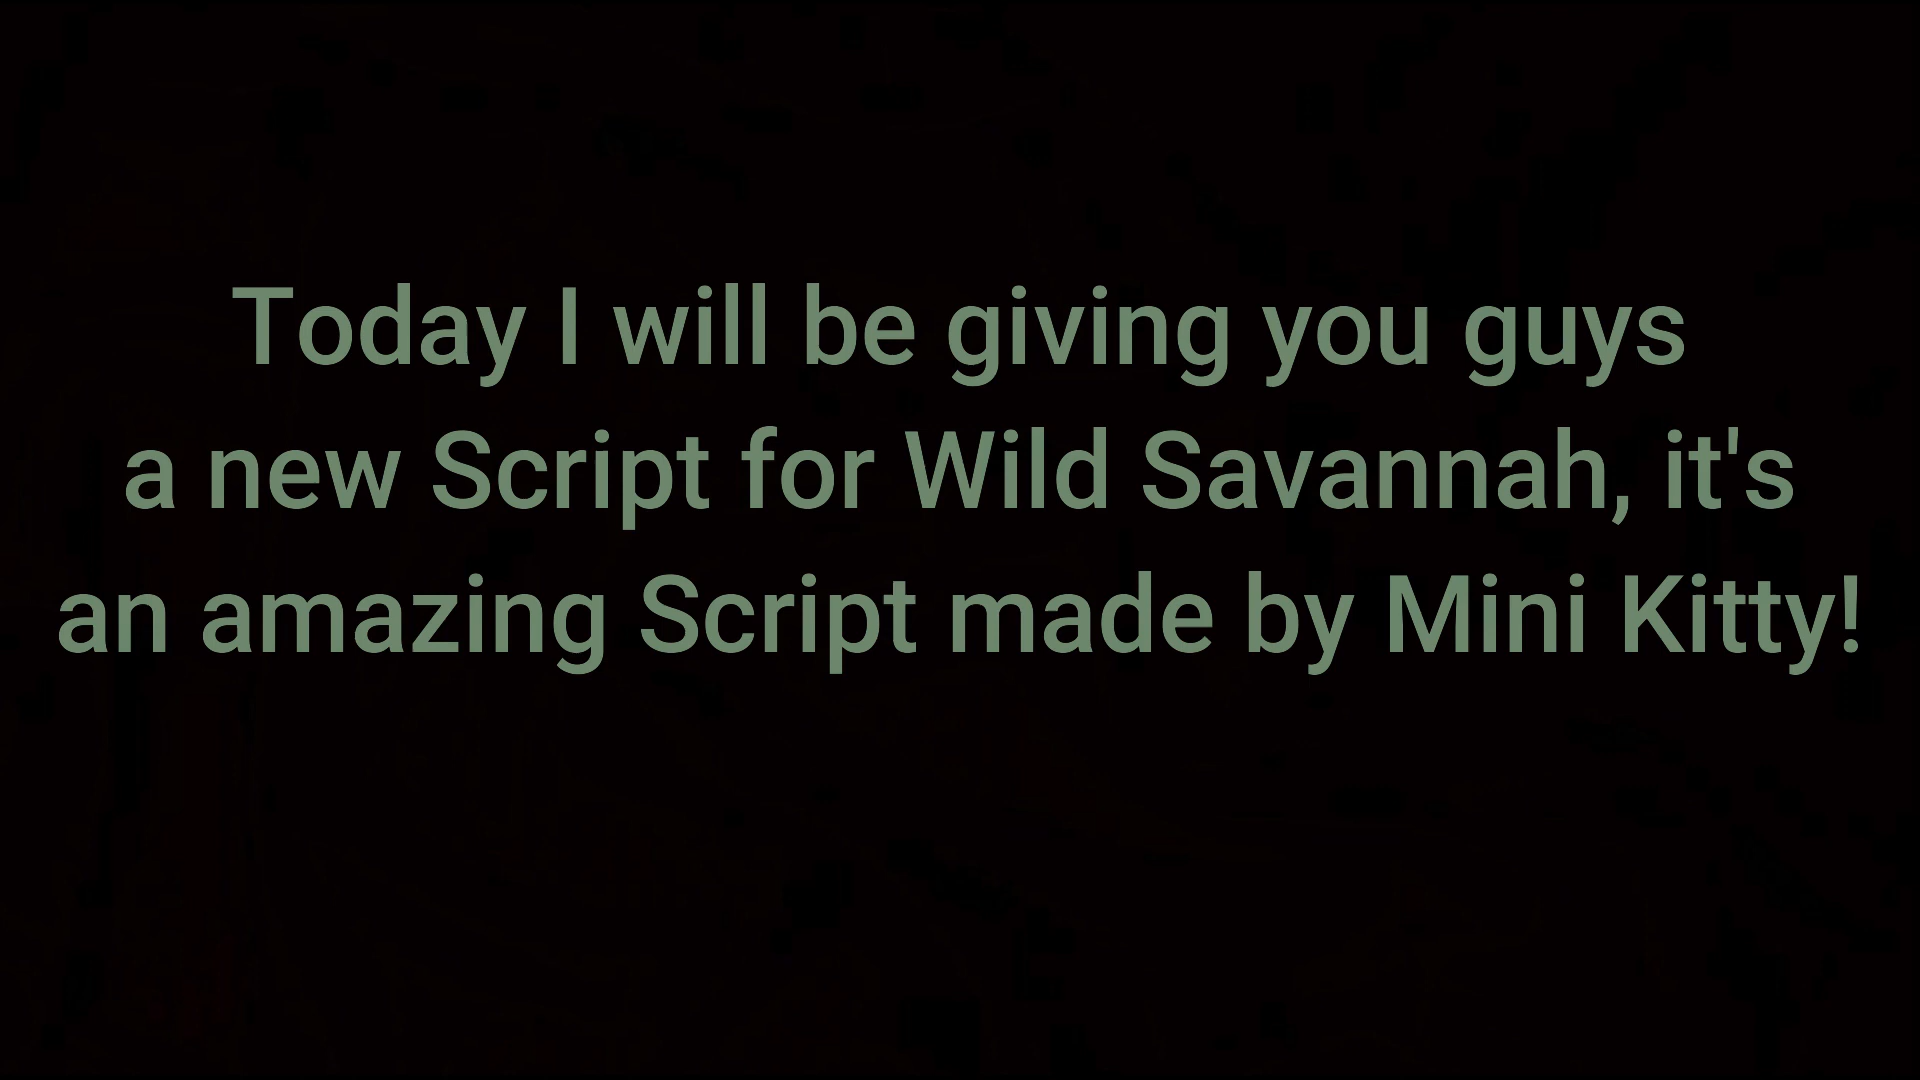 Today I will be giving you guys
a new Script for Wild Savannah, it's
an amazing Script made by Mini Kitty!